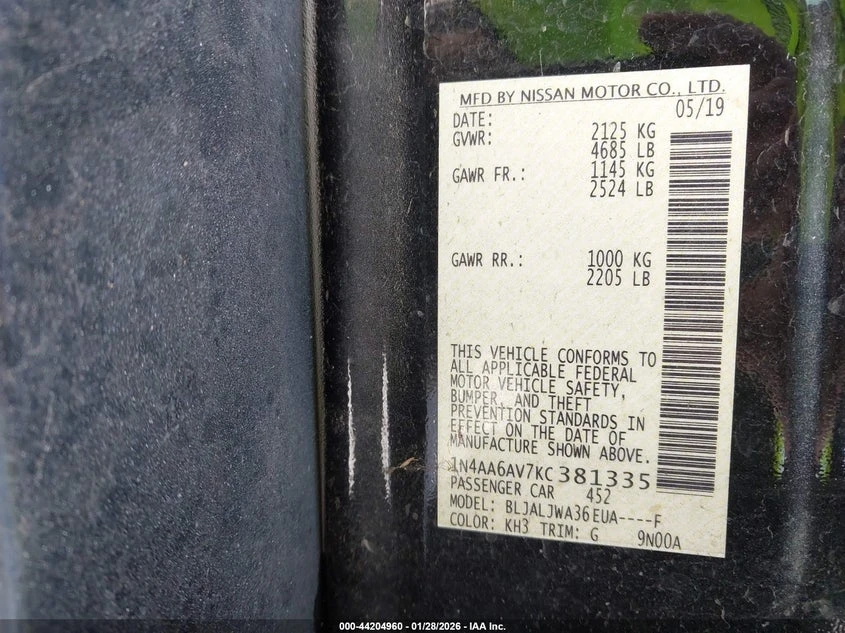 MFD BY NISSAN MOTOR CO., LTD.
DATE: 05/19
GVWR: 2125 KG
4685 LB
GAWR FR.: 1145 KG
2524 LB
GAWR RR.: 1000 KG
2205 LB
THIS VEHICLE CONFORMS TO
ALL APPLICABLE FEDERAL
MOTOR VEHICLE SAFETY,
BUMPER, AND THEFT
PREVENTION STANDARDS IN
EFFECT ON THE DATE OF
MANUFACTURE SHOWN ABOVE.
1N4AA6AV7KC381335
PASSENGER CAR 452
MODEL: BLJALJWA36EUA----F
COLOR: KH3 TRIM: G 9N00A
000-44204960 - 01/28/2026 - IAA Inc.